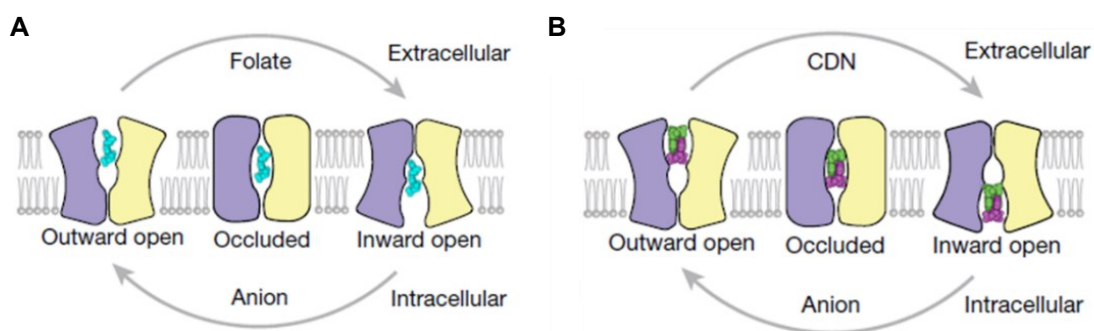 A
Folate
Extracellular
Outward open
Occluded
Inward open
Anion
Intracellular
B
CDN
Extracellular
Outward open
Occluded
Inward open
Anion
Intracellular